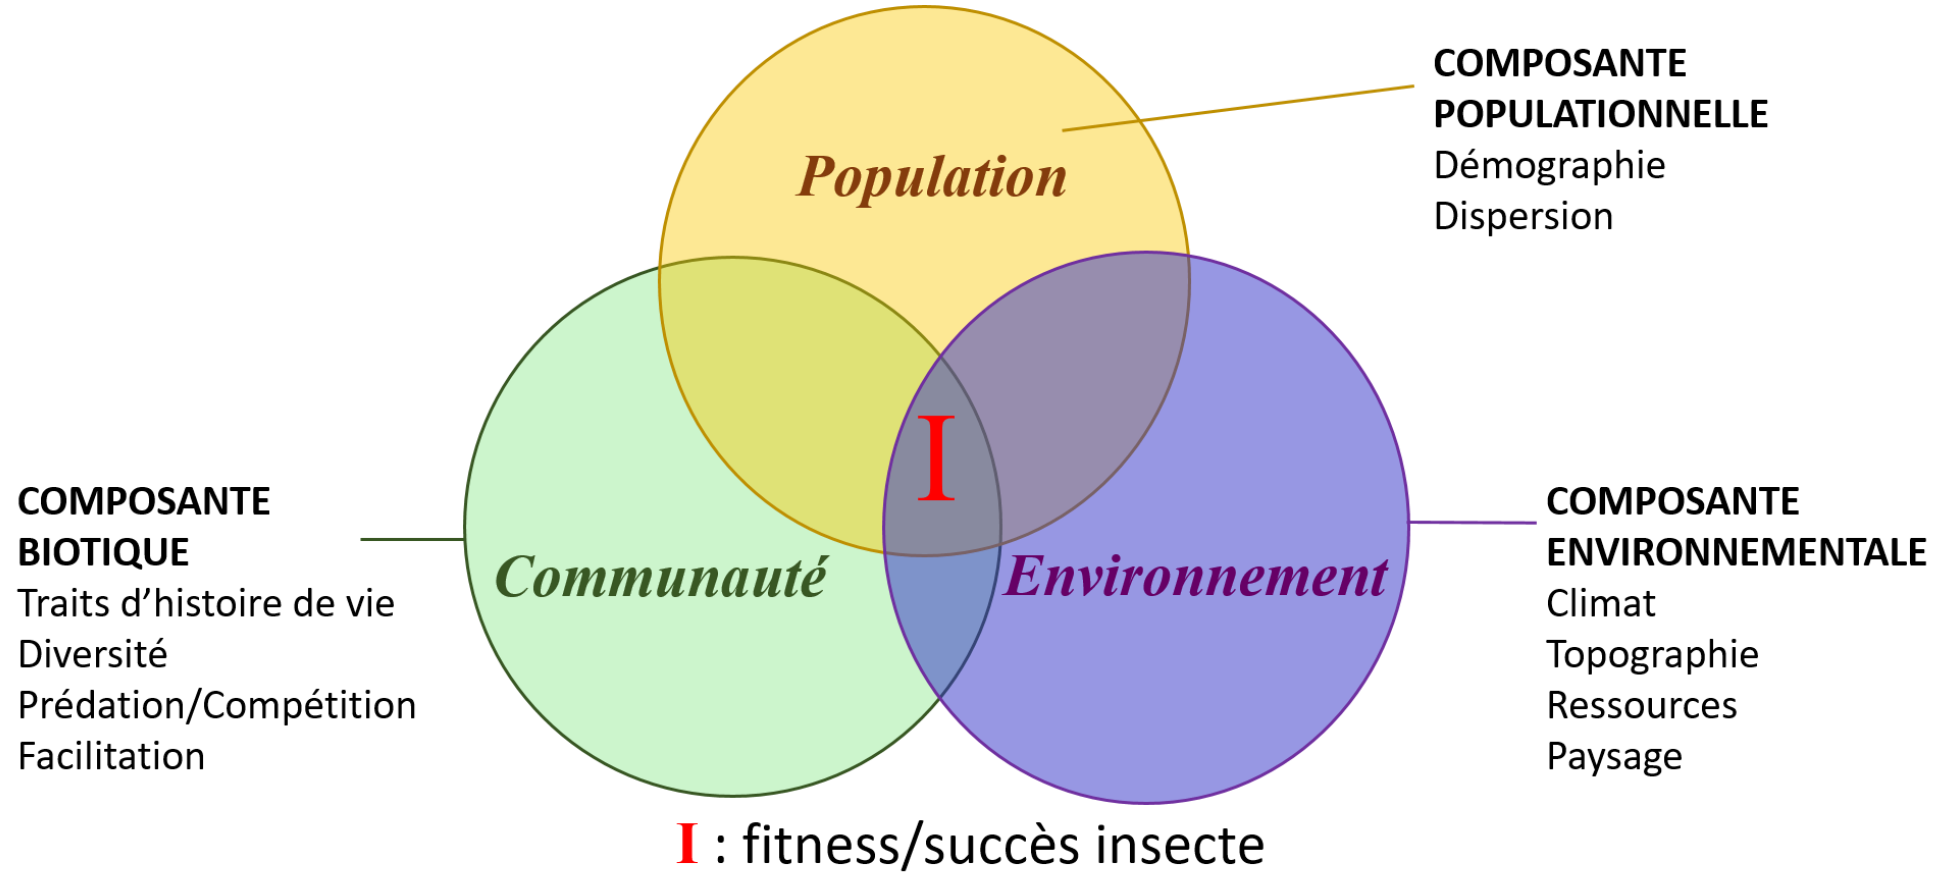 COMPOSANTE
POPULATIONNELLE
Démographie
Dispersion
Population
Communauté
Environnement
I
COMPOSANTE
BIOTIQUE
Traits d’histoire de vie
Diversité
Prédation/Compétition
Facilitation
COMPOSANTE
ENVIRONNEMENTALE
Climat
Topographie
Ressources
Paysage
I : fitness/succès insecte